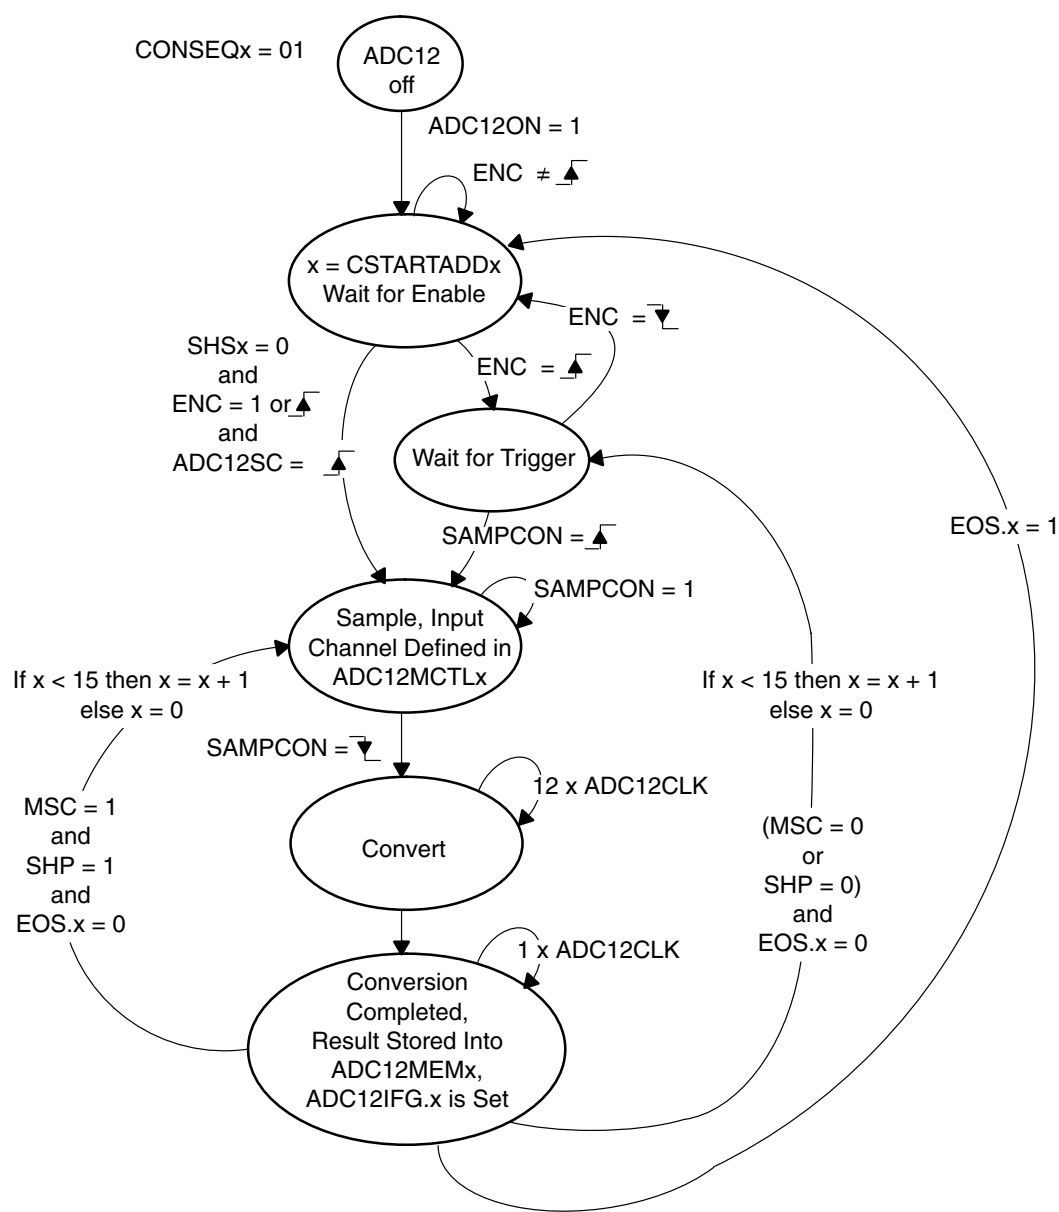 CONSEQx = 01
ADC12
off
ADC12ON = 1
ENC ≠
x = CSTARTADDx
Wait for Enable
ENC =
SHSx = 0
and
ENC = 1 or
and
ADC12SC =
ENC =
Wait for Trigger
SAMPCON =
EOS.x = 1
SAMPCON = 1
Sample, Input
Channel Defined in
ADC12MCTLx
If x < 15 then x = x + 1
else x = 0
If x < 15 then x = x + 1
else x = 0
SAMPCON =
12 x ADC12CLK
MSC = 1
and
SHP = 1
and
EOS.x = 0
Convert
(MSC = 0
or
SHP = 0)
and
EOS.x = 0
1 x ADC12CLK
Conversion
Completed,
Result Stored Into
ADC12MEMx,
ADC12IFG.x is Set